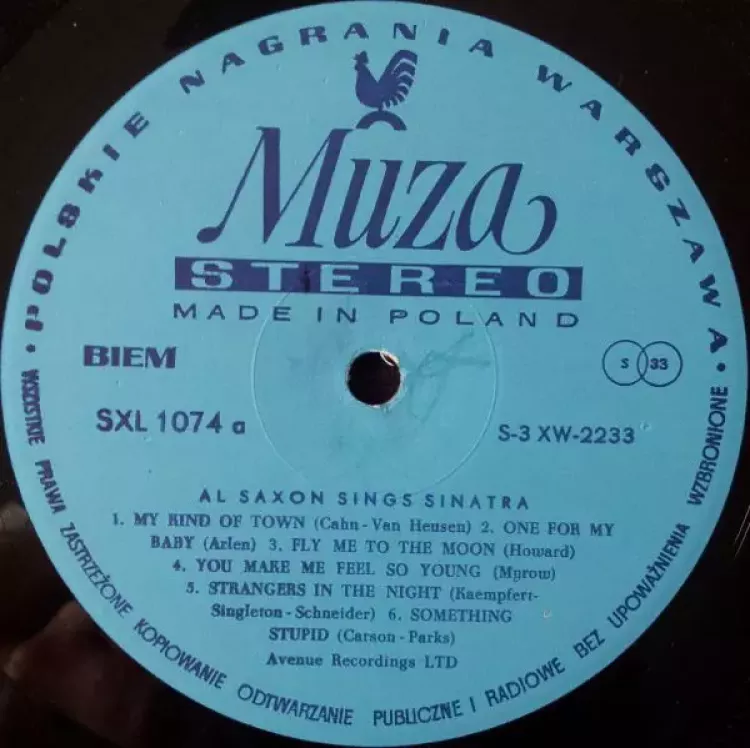 • POLSKIE NAGRANIA WARSZAWA •
Muza
STEREO
MADE IN POLAND
BIEM
S 33
SXL 1074 a
S-3 XW-2233
AL SAXON SINGS SINATRA
1. MY KIND OF TOWN (Cahn-Van Heusen) 2. ONE FOR MY
BABY (Arlen) 3. FLY ME TO THE MOON (Howard)
4. YOU MAKE ME FEEL SO YOUNG (Myrow)
5. STRANGERS IN THE NIGHT (Kaempfert-
Singleton-Schneider) 6. SOMETHING
STUPID (Carson-Parks)
Avenue Recordings LTD
WSZYSTKIE PRAWA ZASTRZEŻONE KOPIOWANIE ODTWARZANIE PUBLICZNE I RADIOWE BEZ UPOWAŻNIENIA WZBRONIONE